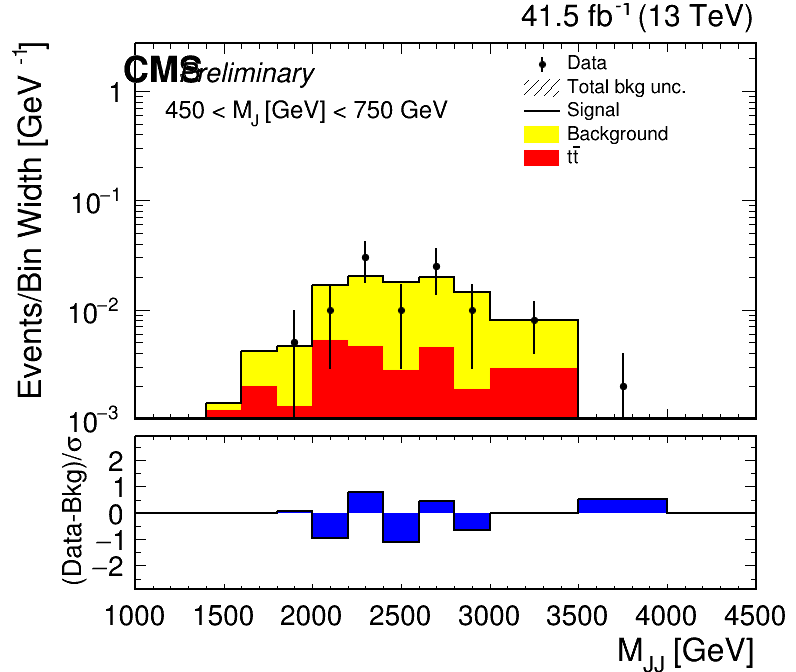 41.5 fb⁻¹ (13 TeV)
CMS Preliminary
450 < M_J [GeV] < 750 GeV
Data
Total bkg unc.
Signal
Background
tt̄
Events/Bin Width [GeV⁻¹]
1
10⁻¹
10⁻²
10⁻³
(Data-Bkg)/σ
2
1
0
−1
−2
1000 1500 2000 2500 3000 3500 4000 4500
M_JJ [GeV]